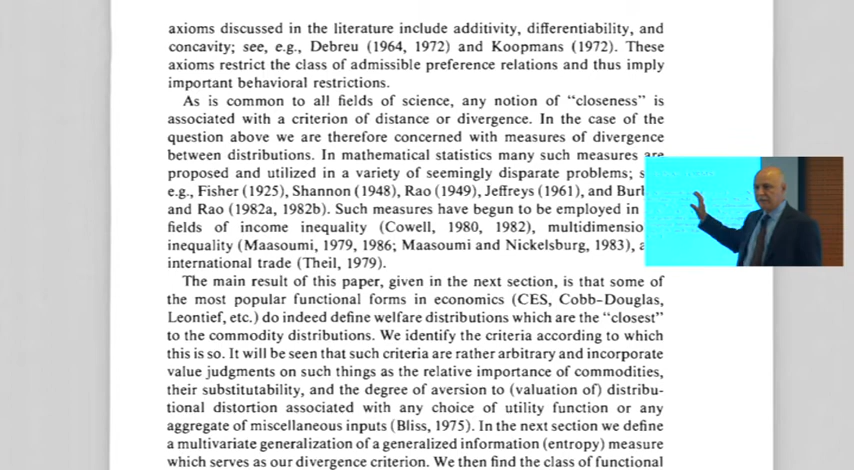 axioms discussed in the literature include additivity, differentiability, and
concavity; see, e.g., Debreu (1964, 1972) and Koopmans (1972). These
axioms restrict the class of admissible preference relations and thus imply
important behavioral restrictions.
As is common to all fields of science, any notion of “closeness” is
associated with a criterion of distance or divergence. In the case of the
question above we are therefore concerned with measures of divergence
between distributions. In mathematical statistics many such measures are
proposed and utilized in a variety of seemingly disparate problems;
e.g., Fisher (1925), Shannon (1948), Rao (1949), Jeffreys (1961), and
and Rao (1982a, 1982b). Such measures have begun to be employed in
fields of income inequality (Cowell, 1980, 1982),
inequality (Maasoumi, 1979, 1986; Maasoumi and Nickelsburg, 1983),
international trade (Theil, 1979).
The main result of this paper, given in the next section, is that some of
the most popular functional forms in economics (CES, Cobb–Douglas,
Leontief, etc.) do indeed define welfare distributions which are the “closest”
to the commodity distributions. We identify the criteria according to which
this is so. It will be seen that such criteria are rather arbitrary and incorporate
value judgments on such things as the relative importance of commodities,
their substitutability, and the degree of aversion to (valuation of) distribu-
tional distortion associated with any choice of utility function or any
aggregate of miscellaneous inputs (Bliss, 1975). In the next section we define
a multivariate generalization of a generalized information (entropy) measure
which serves as our divergence criterion. We then find the class of functional